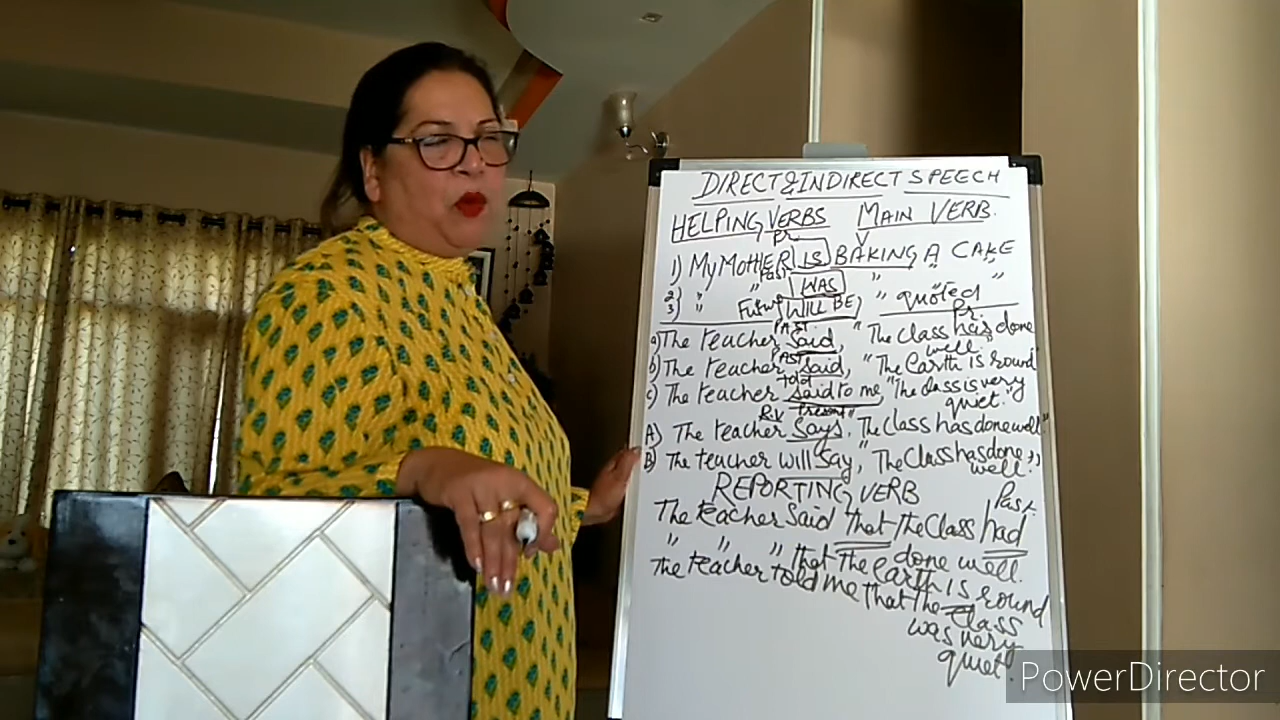 DIRECT & INDIRECT SPEECH
HELPING VERBS MAIN VERB.
Pr. V
1) My MOTHER IS BAKING A CAKE
Past
2) " " WAS " " "
3) " Future WILL BE, " quoted
PAST Pr.
a) The teacher said, "The Class has done well.
PAST
b) The teacher said, "The Earth is round
told
c) The teacher said to me, "The class is very quiet."
R.V Present
A) The teacher Says, The Class has done well"
B) The teacher will Say, "The Class has done well."
REPORTING VERB
Past
The teacher Said that the Class had done well.
" " " that the earth is round
The teacher told me that the Class was very quiet.
PowerDirector